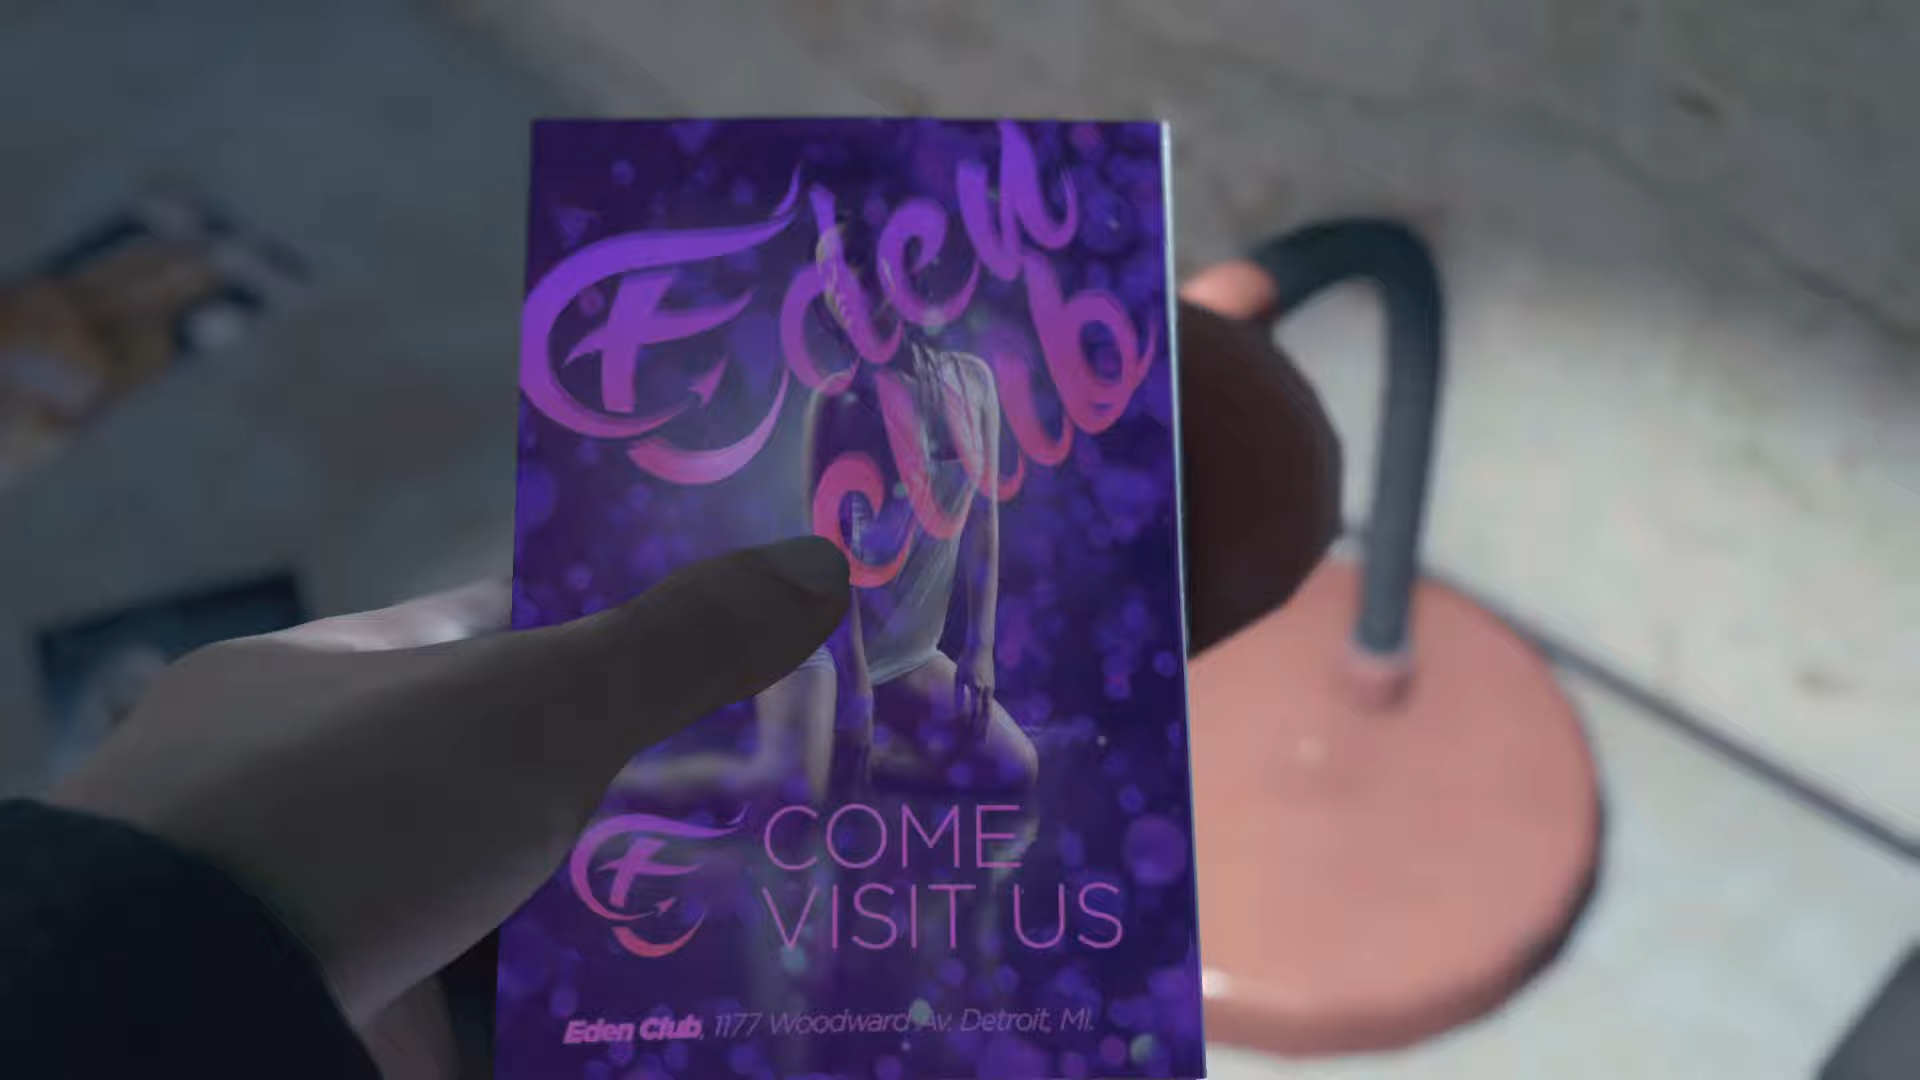 Eden
club
COME
VISIT US
Eden Club, 1177 Woodward Av. Detroit, MI.